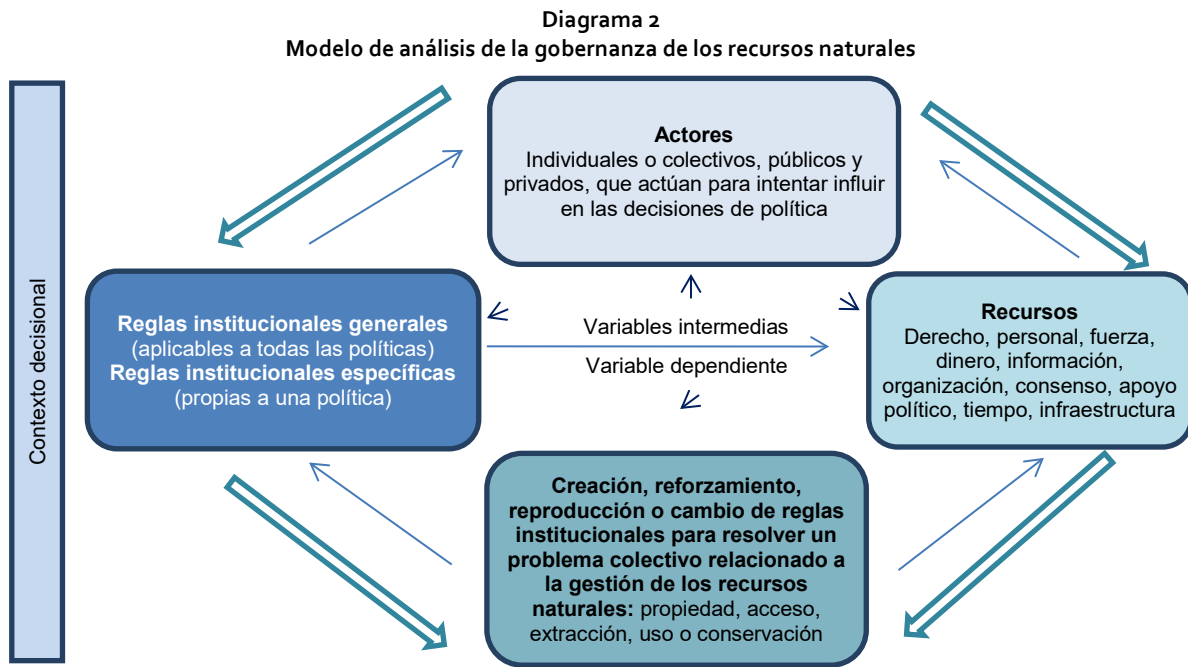 Diagrama 2
Modelo de análisis de la gobernanza de los recursos naturales
Contexto decisional
Actores
Individuales o colectivos, públicos y
privados, que actúan para intentar influir
en las decisiones de política
Reglas institucionales generales
(aplicables a todas las políticas)
Reglas institucionales específicas
(propias a una política)
Variables intermedias
Variable dependiente
Recursos
Derecho, personal, fuerza,
dinero, información,
organización, consenso, apoyo
político, tiempo, infraestructura
Creación, reforzamiento,
reproducción o cambio de reglas
institucionales para resolver un
problema colectivo relacionado a
la gestión de los recursos
naturales: propiedad, acceso,
extracción, uso o conservación